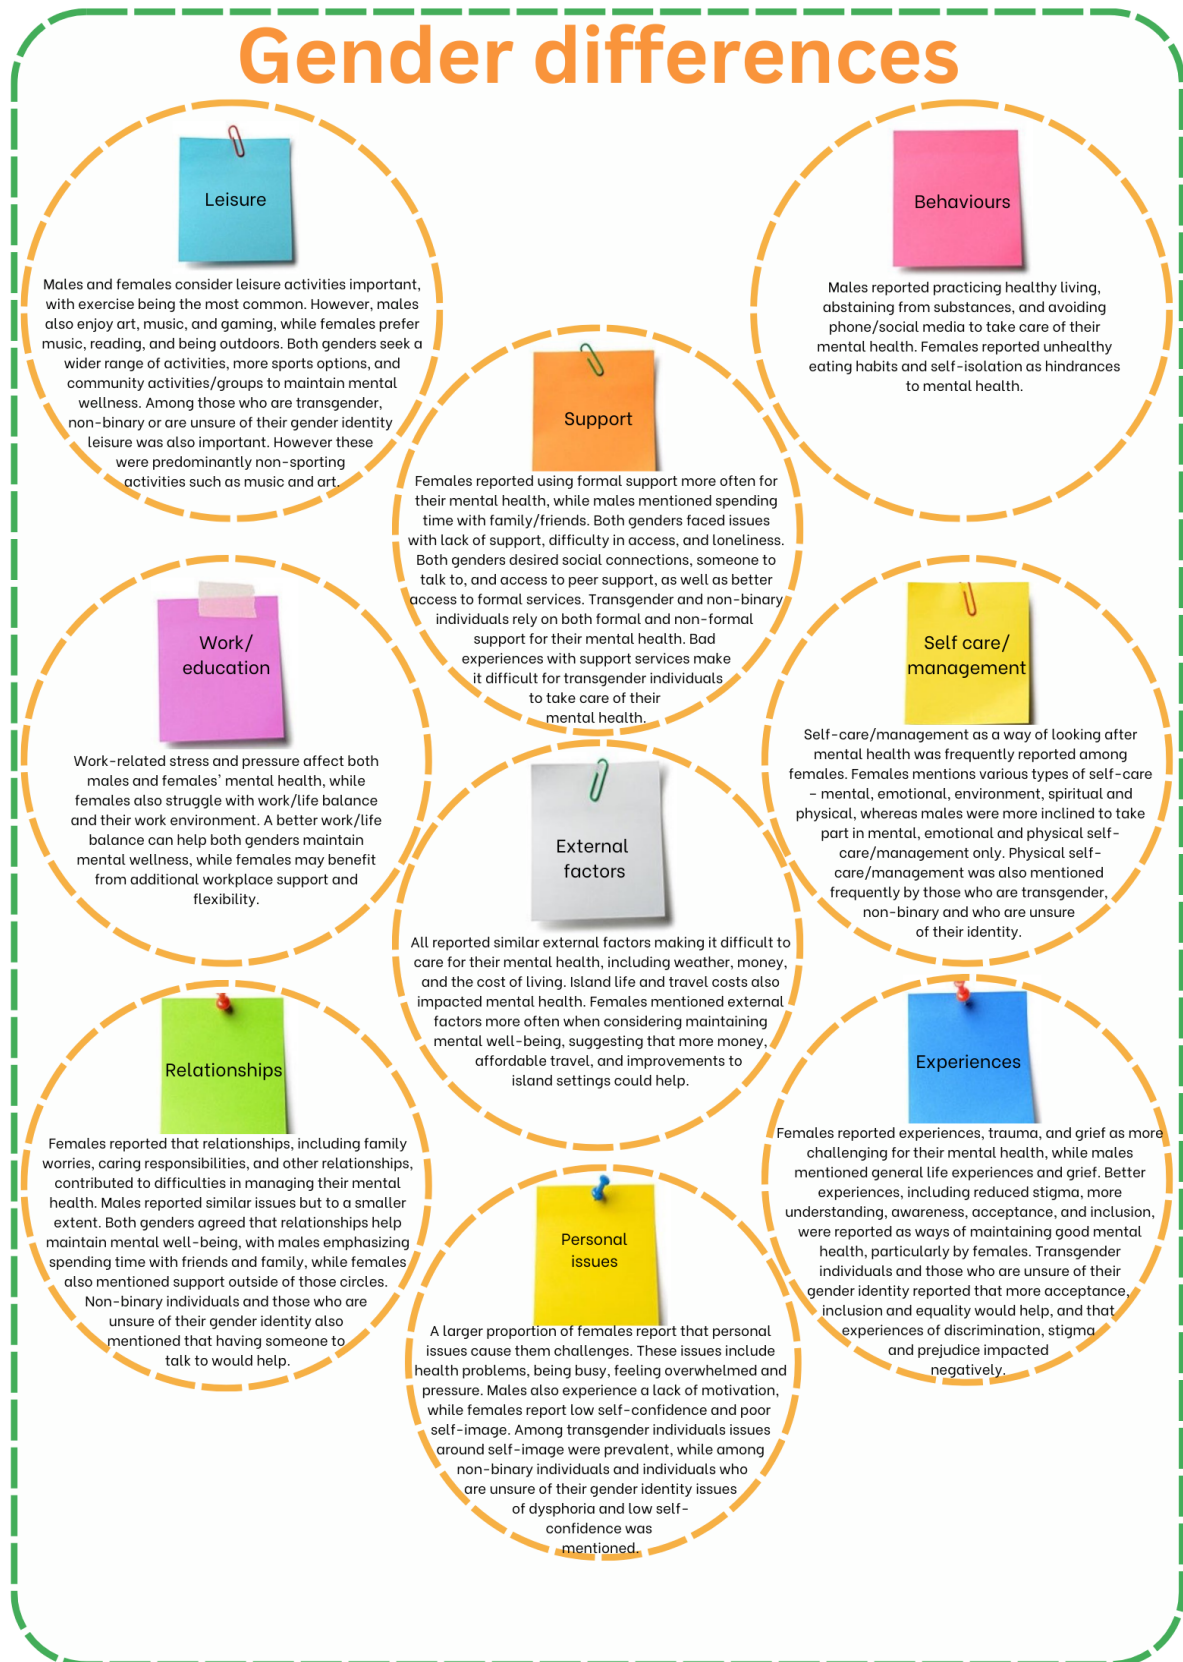 Gender differences
Leisure
Males and females consider leisure activities important,
with exercise being the most common. However, males
also enjoy art, music, and gaming, while females prefer
music, reading, and being outdoors. Both genders seek a
wider range of activities, more sports options, and
community activities/groups to maintain mental
wellness. Among those who are transgender,
non-binary or are unsure of their gender identity
leisure was also important. However these
were predominantly non-sporting
activities such as music and art.
Behaviours
Males reported practicing healthy living,
abstaining from substances, and avoiding
phone/social media to take care of their
mental health. Females reported unhealthy
eating habits and self-isolation as hindrances
to mental health.
Support
Females reported using formal support more often for
their mental health, while males mentioned spending
time with family/friends. Both genders faced issues
with lack of support, difficulty in access, and loneliness.
Both genders desired social connections, someone to
talk to, and access to peer support, as well as better
access to formal services. Transgender and non-binary
individuals rely on both formal and non-formal
support for their mental health. Bad
experiences with support services make
it difficult for transgender individuals
to take care of their
mental health.
Work/
education
Work-related stress and pressure affect both
males and females' mental health, while
females also struggle with work/life balance
and their work environment. A better work/life
balance can help both genders maintain
mental wellness, while females may benefit
from additional workplace support and
flexibility.
Self care/
management
Self-care/management as a way of looking after
mental health was frequently reported among
females. Females mentions various types of self-care
– mental, emotional, environment, spiritual and
physical, whereas males were more inclined to take
part in mental, emotional and physical self-
care/management only. Physical self-
care/management was also mentioned
frequently by those who are transgender,
non-binary and who are unsure
of their identity.
External
factors
All reported similar external factors making it difficult to
care for their mental health, including weather, money,
and the cost of living. Island life and travel costs also
impacted mental health. Females mentioned external
factors more often when considering maintaining
mental well-being, suggesting that more money,
affordable travel, and improvements to
island settings could help.
Relationships
Females reported that relationships, including family
worries, caring responsibilities, and other relationships,
contributed to difficulties in managing their mental
health. Males reported similar issues but to a smaller
extent. Both genders agreed that relationships help
maintain mental well-being, with males emphasizing
spending time with friends and family, while females
also mentioned support outside of those circles.
Non-binary individuals and those who are
unsure of their gender identity also
mentioned that having someone to
talk to would help.
Experiences
Females reported experiences, trauma, and grief as more
challenging for their mental health, while males
mentioned general life experiences and grief. Better
experiences, including reduced stigma, more
understanding, awareness, acceptance, and inclusion,
were reported as ways of maintaining good mental
health, particularly by females. Transgender
individuals and those who are unsure of their
gender identity reported that more acceptance,
inclusion and equality would help, and that
experiences of discrimination, stigma
and prejudice impacted
negatively.
Personal
issues
A larger proportion of females report that personal
issues cause them challenges. These issues include
health problems, being busy, feeling overwhelmed and
pressure. Males also experience a lack of motivation,
while females report low self-confidence and poor
self-image. Among transgender individuals issues
around self-image were prevalent, while among
non-binary individuals and individuals who
are unsure of their gender identity issues
of dysphoria and low self-
confidence was
mentioned.